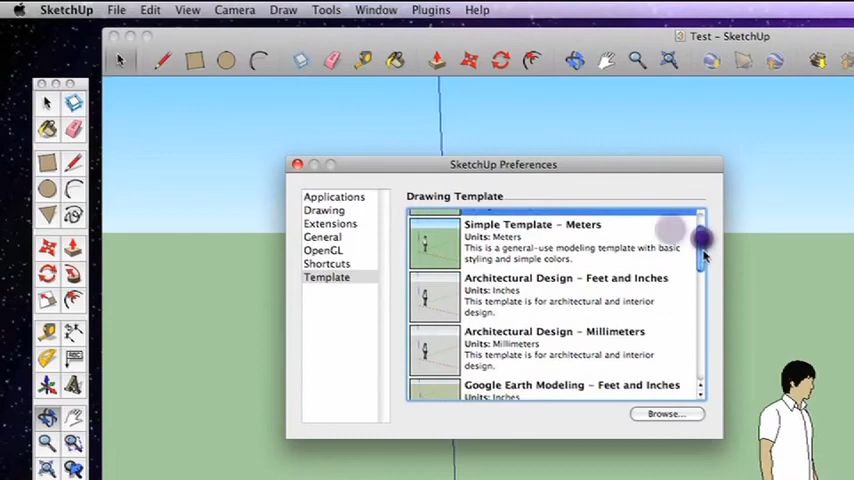 SketchUp File Edit View Camera Draw Tools Window Plugins Help
Test - SketchUp
SketchUp Preferences
Applications
Drawing
Extensions
General
OpenGL
Shortcuts
Template
Drawing Template
Simple Template - Meters
Units: Meters
This is a general-use modeling template with basic
styling and simple colors.
Architectural Design - Feet and Inches
Units: Inches
This template is for architectural and interior
design.
Architectural Design - Millimeters
Units: Millimeters
This template is for architectural and interior
design.
Google Earth Modeling - Feet and Inches
Units: Inches
Browse...